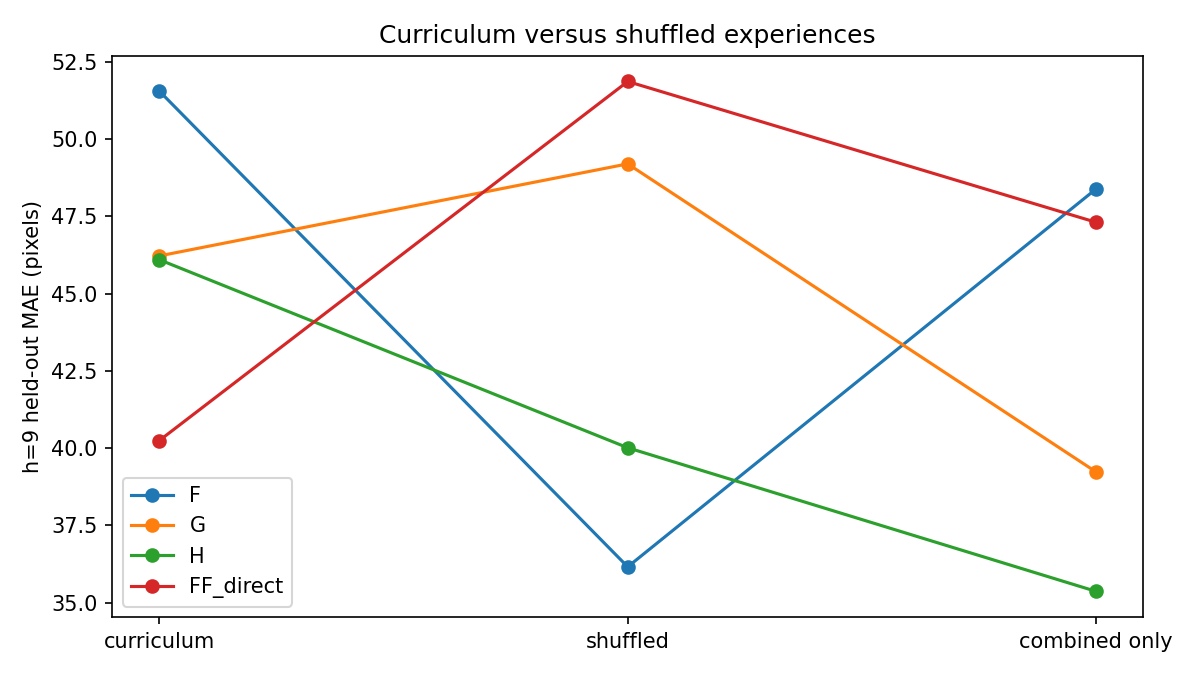 Curriculum versus shuffled experiences
h=9 held-out MAE (pixels)
52.5
50.0
47.5
45.0
42.5
40.0
37.5
35.0
F
G
H
FF_direct
curriculum
shuffled
combined only